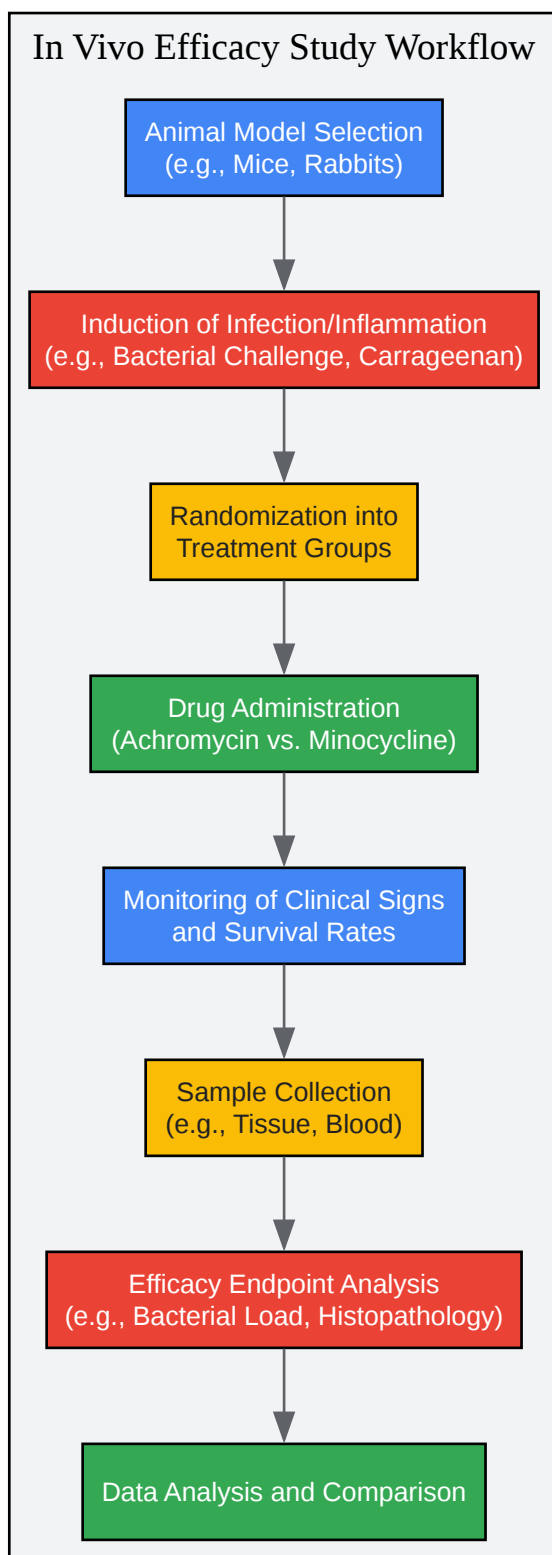 In Vivo Efficacy Study Workflow
Animal Model Selection
(e.g., Mice, Rabbits)
Induction of Infection/Inflammation
(e.g., Bacterial Challenge, Carrageenan)
Randomization into
Treatment Groups
Drug Administration
(Achromycin vs. Minocycline)
Monitoring of Clinical Signs
and Survival Rates
Sample Collection
(e.g., Tissue, Blood)
Efficacy Endpoint Analysis
(e.g., Bacterial Load, Histopathology)
Data Analysis and Comparison